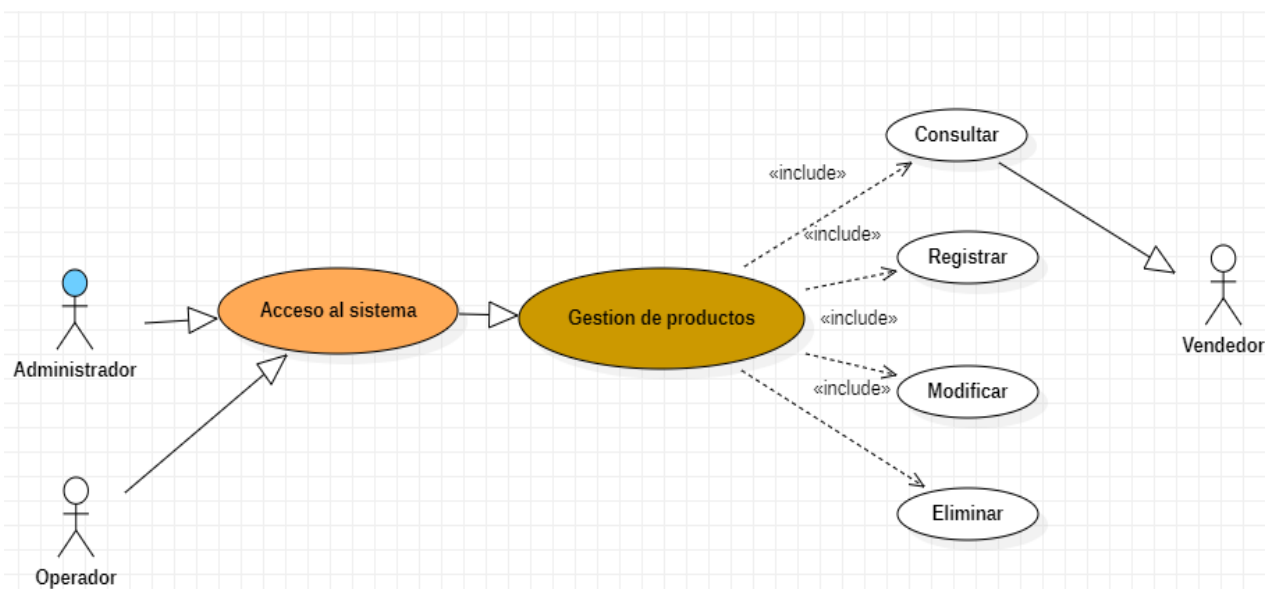 Consultar
«include»
«include»
Registrar
Acceso al sistema
Gestion de productos
«include»
Vendedor
Administrador
«include»
Modificar
Eliminar
Operador